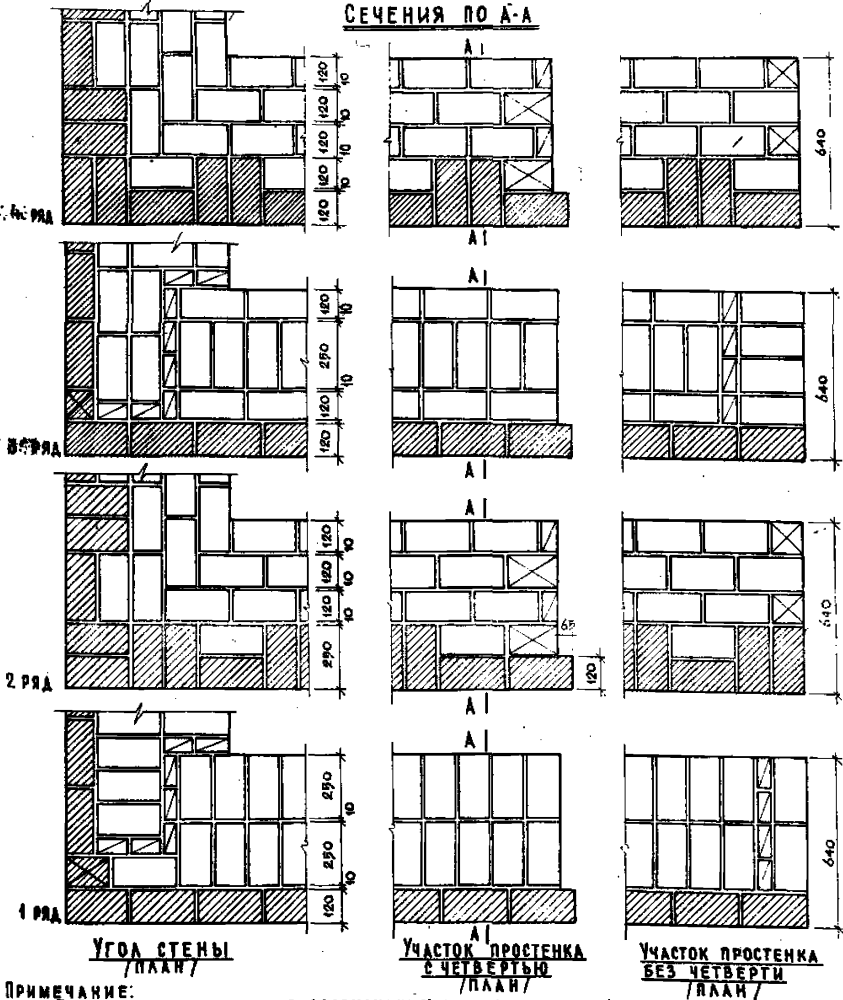 СЕЧЕНИЯ ПО А-А
А
120 10 120 10 120 10 120 10 120
640
РЯД
А
А
120 10 250 10 120 120
640
РЯД
А
А
120 10 120 10 120 10 250
65
120
640
2 РЯД
А
А
250 10 250 10 120
640
1 РЯД
А
УГОЛ СТЕНЫ
/ПЛАН/
УЧАСТОК ПРОСТЕНКА
С ЧЕТВЕРТЬЮ
/ПЛАН/
УЧАСТОК ПРОСТЕНКА
БЕЗ ЧЕТВЕРТИ
/ПЛАН/
ПРИМЕЧАНИЕ: